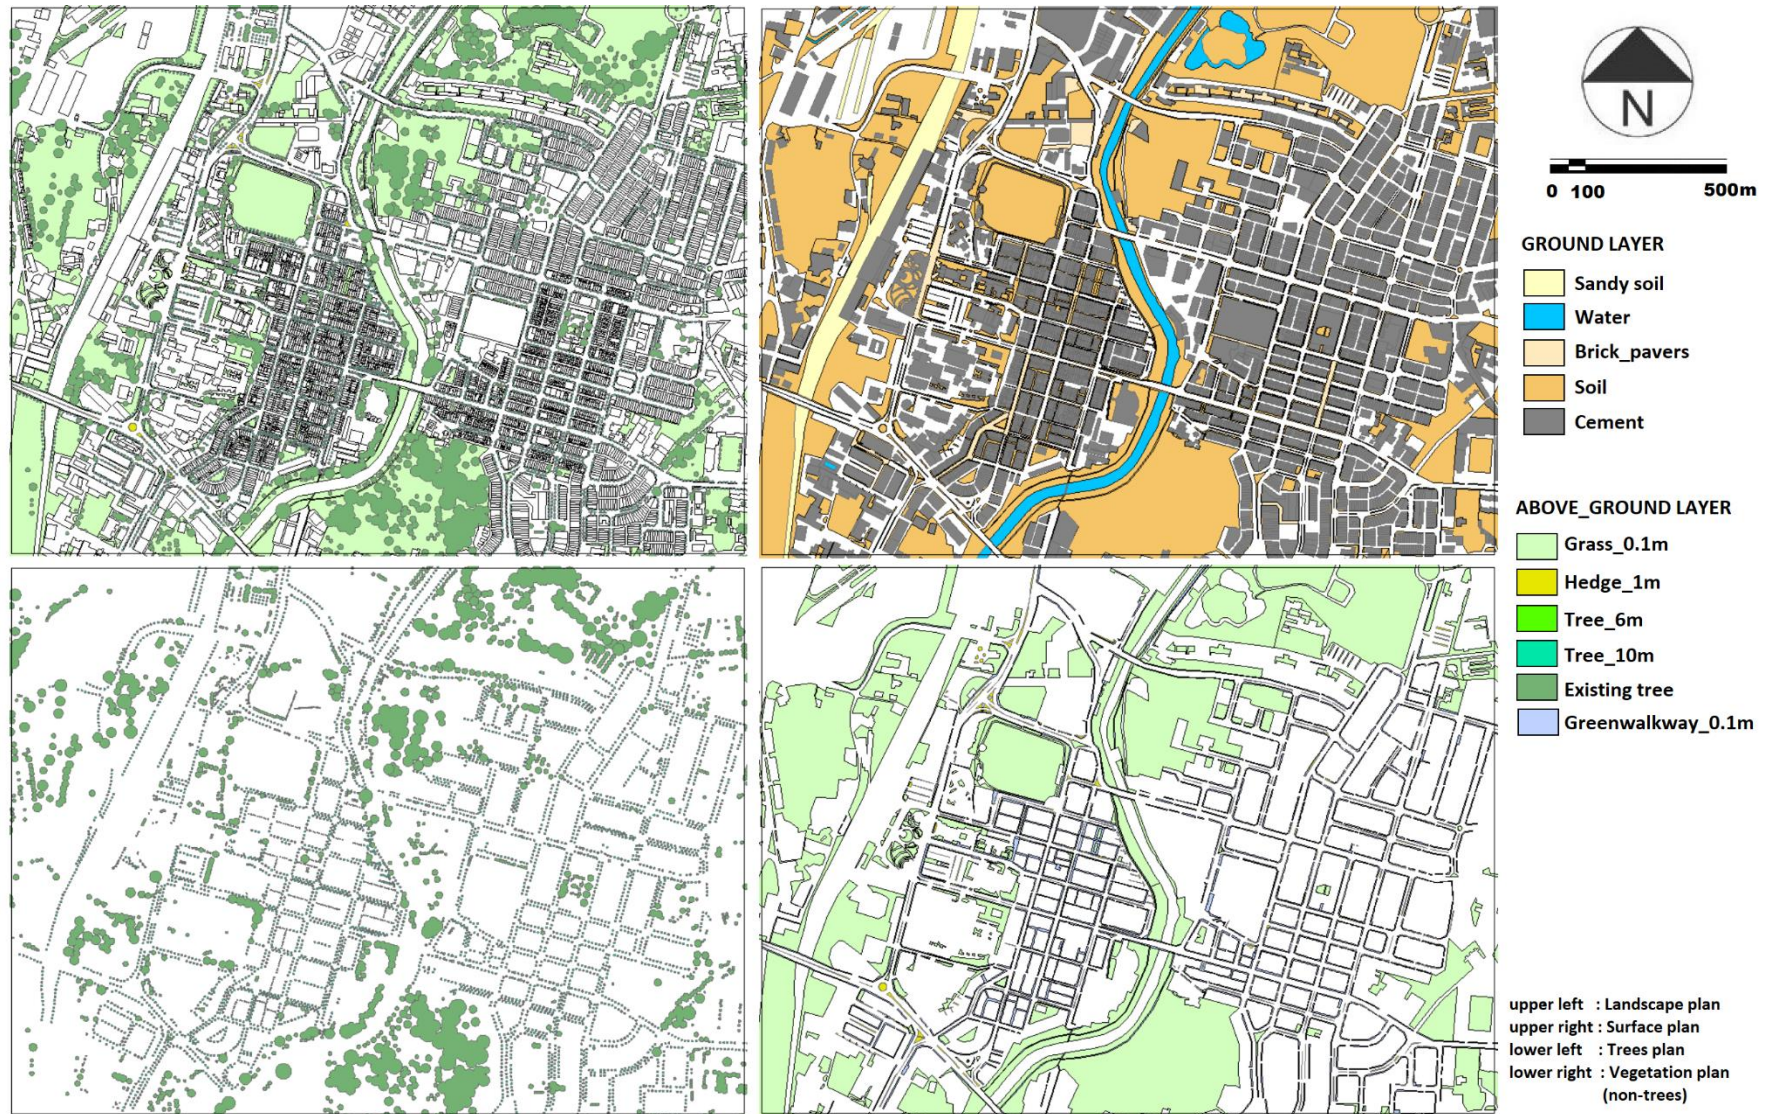 N
0 100 500m
GROUND LAYER
Sandy soil
Water
Brick_pavers
Soil
Cement
ABOVE_GROUND LAYER
Grass_0.1m
Hedge_1m
Tree_6m
Tree_10m
Existing tree
Greenwalkway_0.1m
upper left : Landscape plan
upper right : Surface plan
lower left : Trees plan
lower right : Vegetation plan
(non-trees)